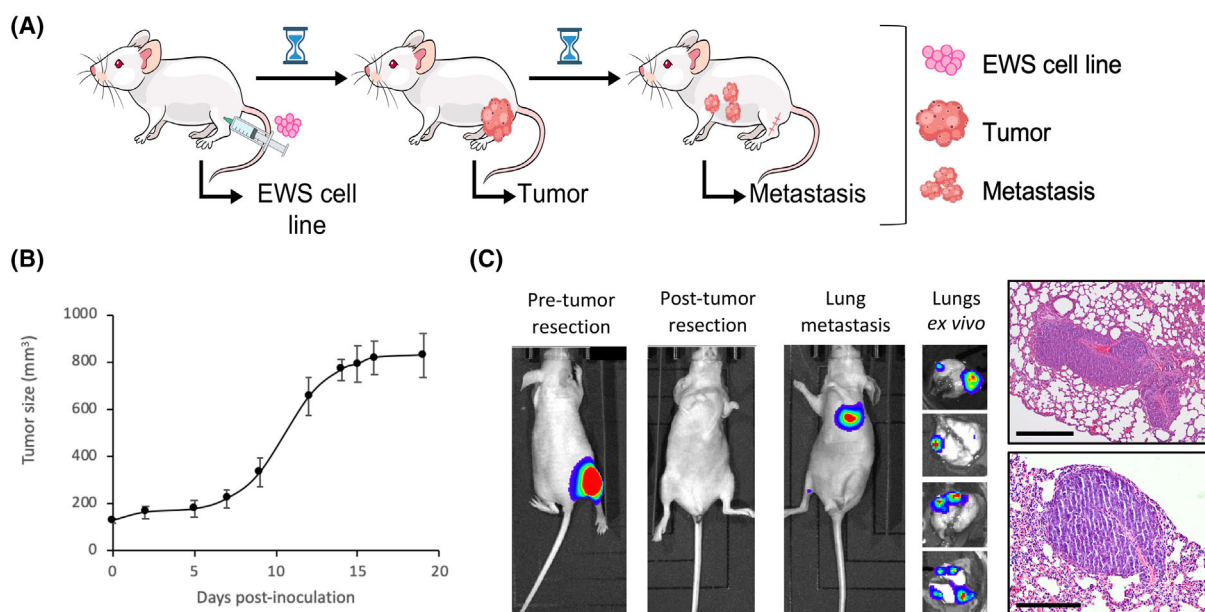 (A)
EWS cell
line
Tumor
Metastasis
EWS cell line
Tumor
Metastasis
(B)
Tumor size (mm³)
1000
800
600
400
200
0
0
5
10
15
20
Days post-inoculation
(C)
Pre-tumor
resection
Post-tumor
resection
Lung
metastasis
Lungs
ex vivo